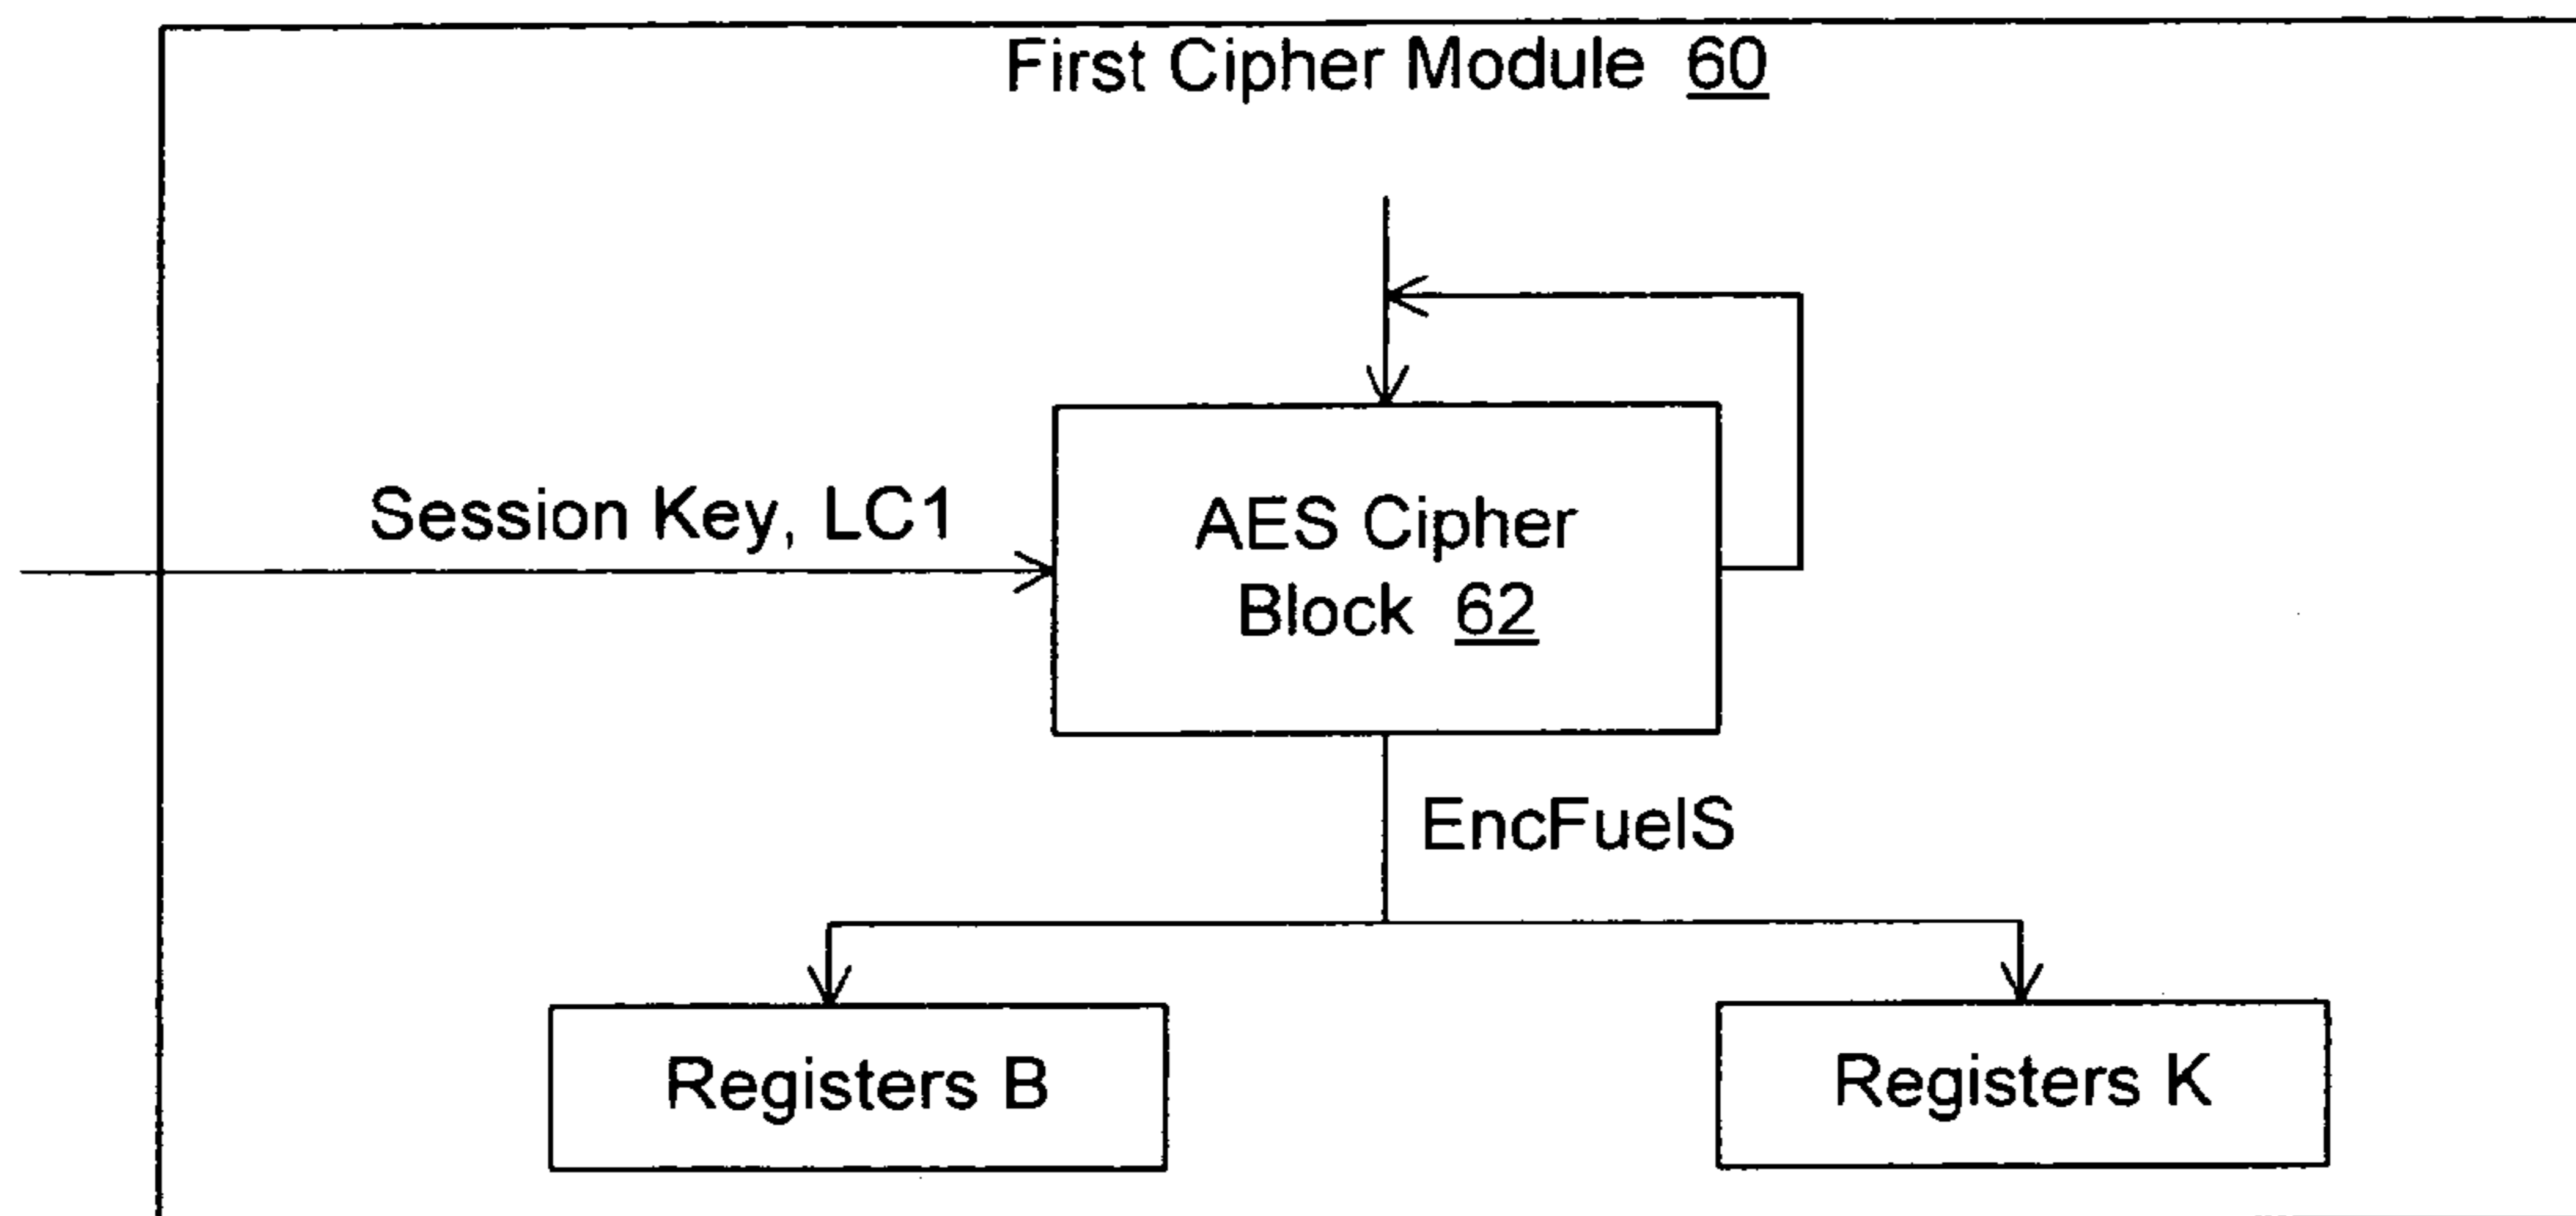 First Cipher Module 60
Session Key, LC1
AES Cipher
Block 62
EncFuelS
Registers B
Registers K